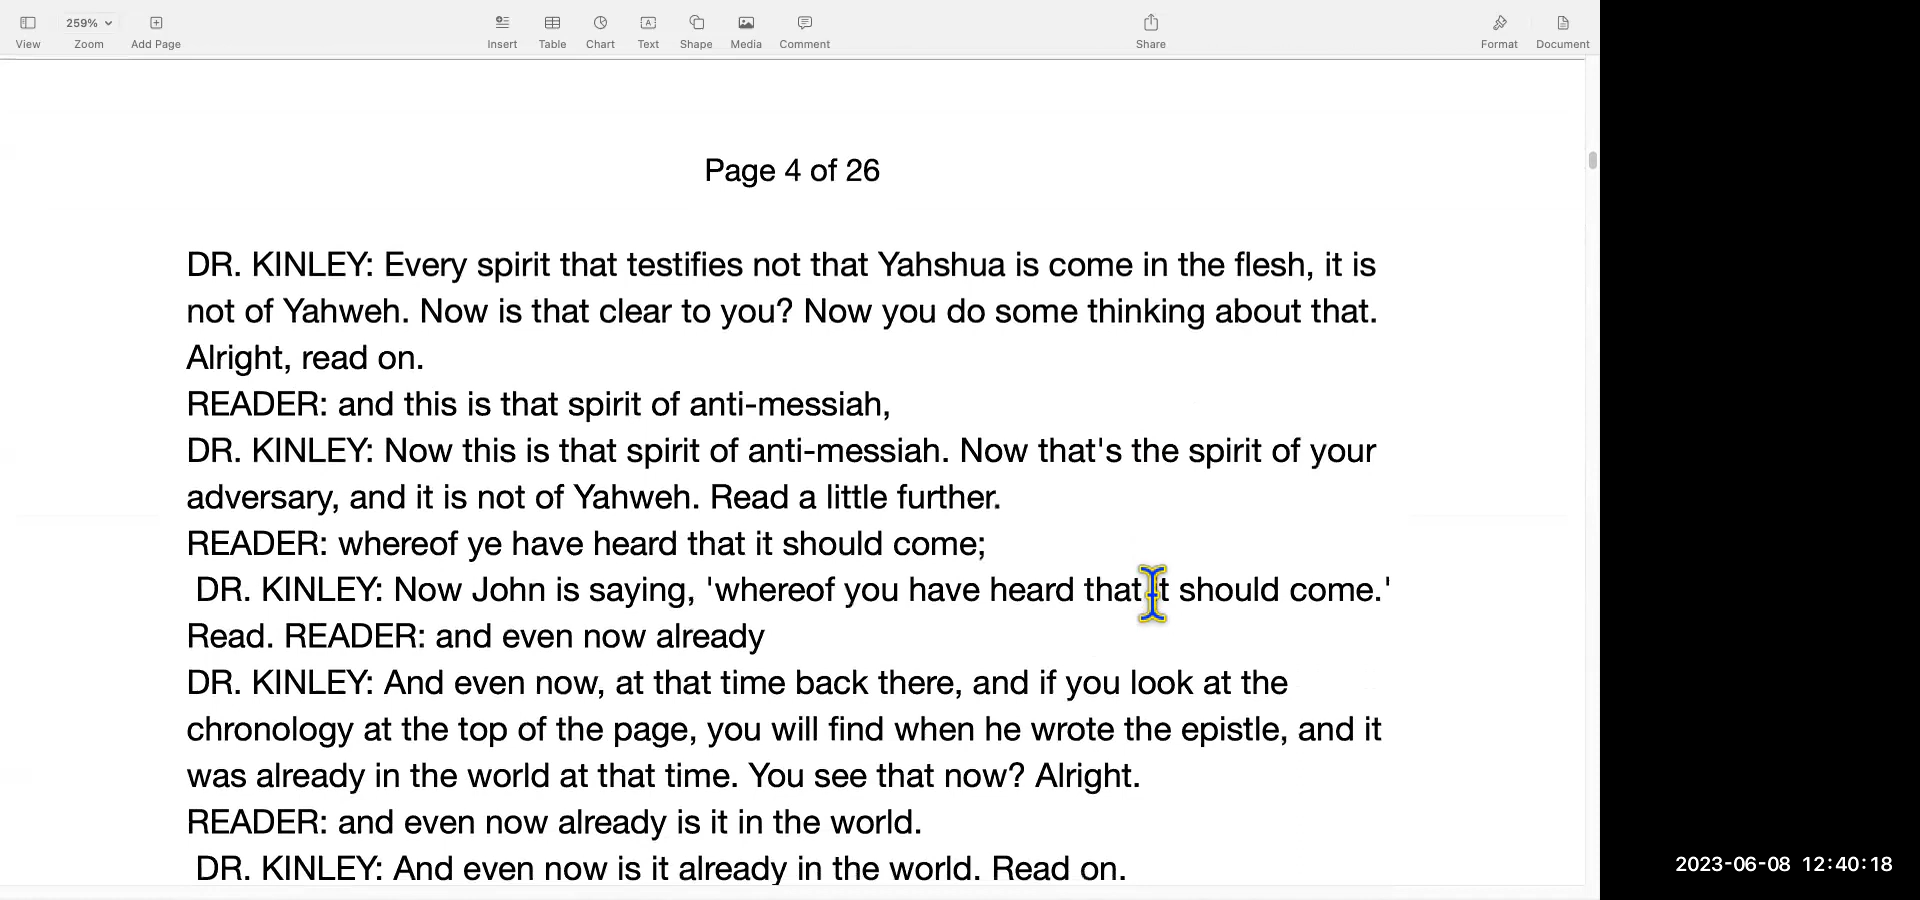 259%
View
Zoom
Add Page
Insert
Table
Chart
Text
Shape
Media
Comment
Share
Format
Document
Page 4 of 26
DR. KINLEY: Every spirit that testifies not that Yahshua is come in the flesh, it is
not of Yahweh. Now is that clear to you? Now you do some thinking about that.
Alright, read on.
READER: and this is that spirit of anti-messiah,
DR. KINLEY: Now this is that spirit of anti-messiah. Now that's the spirit of your
adversary, and it is not of Yahweh. Read a little further.
READER: whereof ye have heard that it should come;
DR. KINLEY: Now John is saying, 'whereof you have heard that it should come.'
Read. READER: and even now already
DR. KINLEY: And even now, at that time back there, and if you look at the
chronology at the top of the page, you will find when he wrote the epistle, and it
was already in the world at that time. You see that now? Alright.
READER: and even now already is it in the world.
DR. KINLEY: And even now is it already in the world. Read on.
2023-06-08 12:40:18